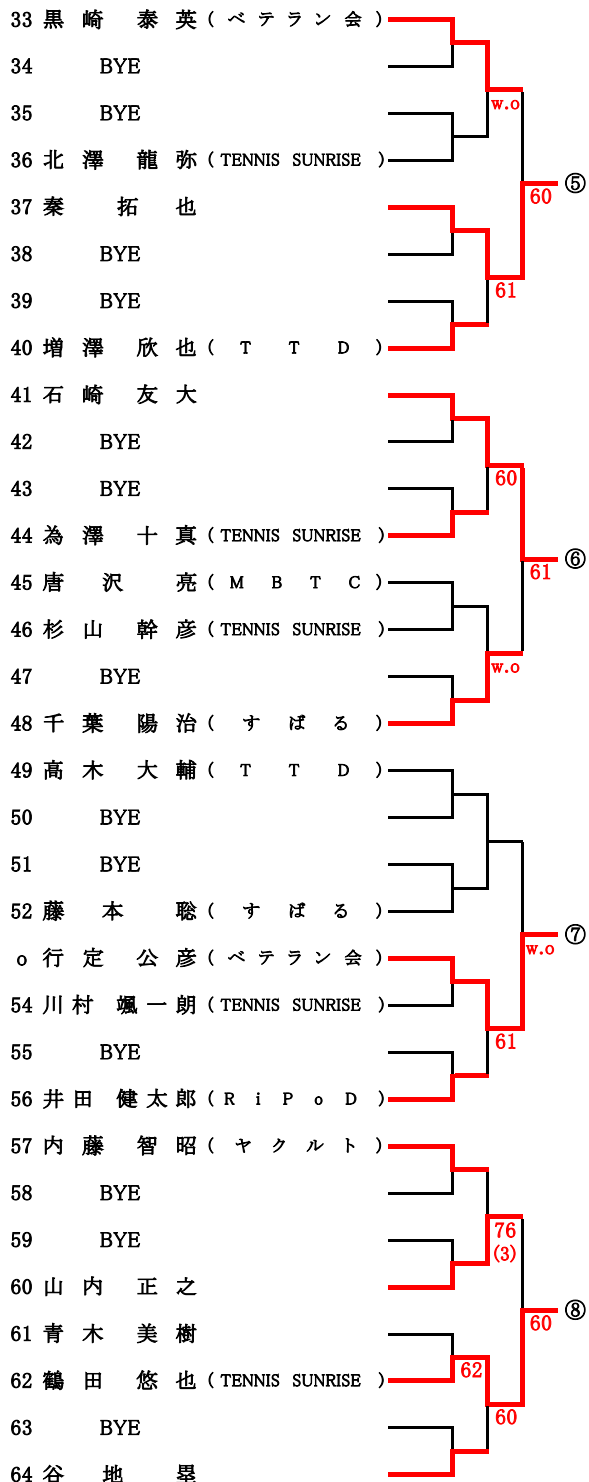 33 黒崎 泰英 (ベテラン会)
34 BYE
w.o
35 BYE
36 北澤 龍弥 (TENNIS SUNRISE)
⑤
60
37 秦 拓也
38 BYE
61
39 BYE
40 増澤 欣也 (TTD)
41 石崎 友大
42 BYE
60
43 BYE
44 為澤 十真 (TENNIS SUNRISE)
⑥
61
45 唐沢 亮 (MBTC)
46 杉山 幹彦 (TENNIS SUNRISE)
w.o
47 BYE
48 千葉 陽治 (すばる)
49 高木 大輔 (TTD)
50 BYE
51 BYE
52 藤本 聡 (すばる)
⑦
w.o
o 行定 公彦 (ベテラン会)
54 川村 颯一朗 (TENNIS SUNRISE)
61
55 BYE
56 井田 健太郎 (RiPoD)
57 内藤 智昭 (ヤクルト)
58 BYE
76
(3)
59 BYE
60 山内 正之
⑧
60
61 青木 美樹
62
62 鶴田 悠也 (TENNIS SUNRISE)
60
63 BYE
64 谷地 塁